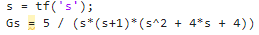 s = tf('s');
Gs = 5 / (s*(s+1)*(s^2 + 4*s + 4))